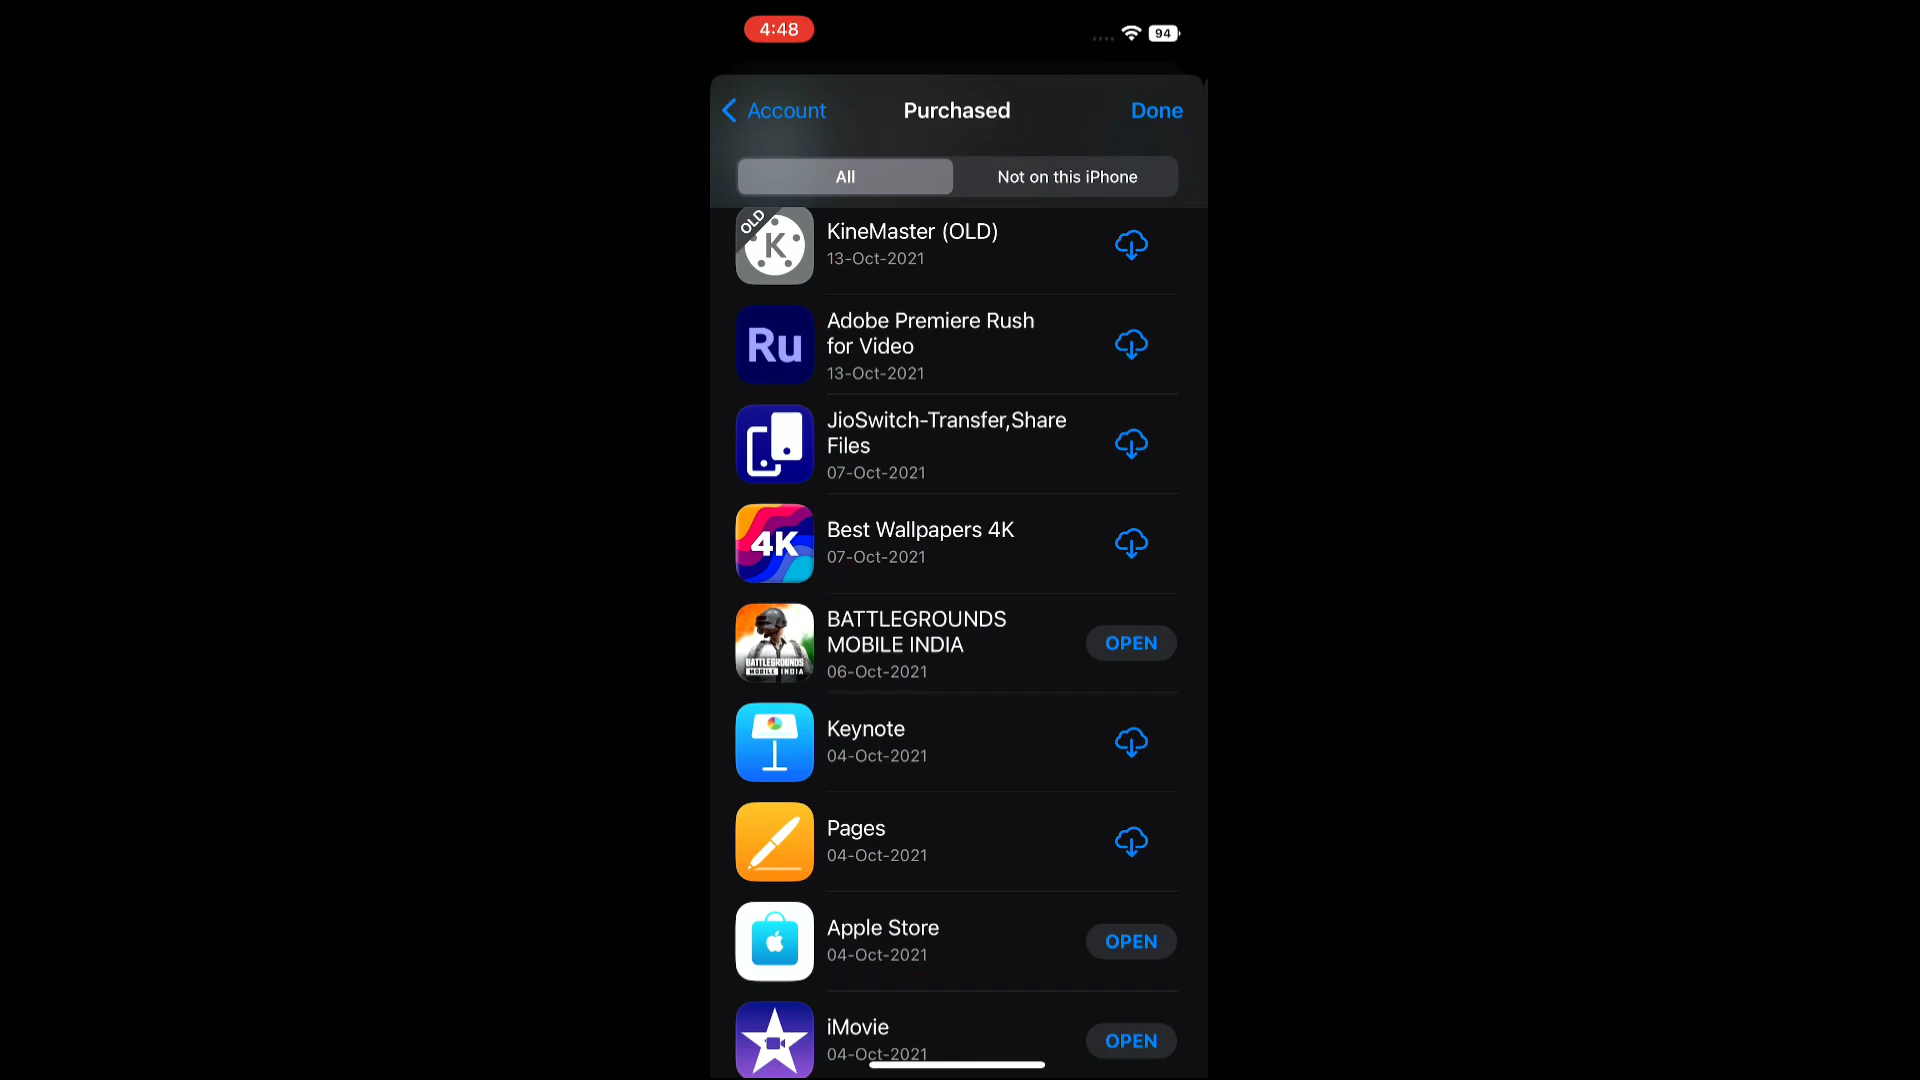 4:48
94
Account
Purchased
Done
All
Not on this iPhone
OLD
K
KineMaster (OLD)
13-Oct-2021
Ru
Adobe Premiere Rush
for Video
13-Oct-2021
JioSwitch-Transfer,Share
Files
07-Oct-2021
4K
Best Wallpapers 4K
07-Oct-2021
BATTLEGROUNDS
MOBILE INDIA
BATTLEGROUNDS
MOBILE INDIA
06-Oct-2021
OPEN
Keynote
04-Oct-2021
Pages
04-Oct-2021
Apple Store
04-Oct-2021
OPEN
iMovie
04-Oct-2021
OPEN